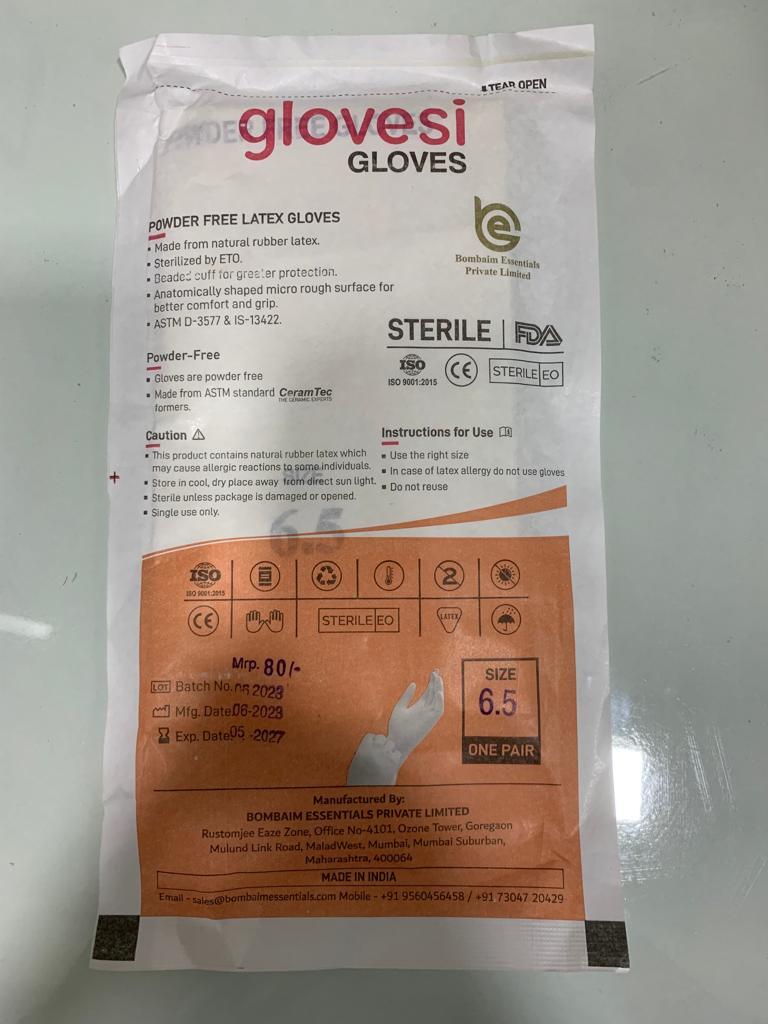 TEAR OPEN
POWDER FREE GLOVES
glovesi
GLOVES
be
Bombaim Essentials
Private Limited
POWDER FREE LATEX GLOVES
▪ Made from natural rubber latex.
▪ Sterilized by ETO.
▪ Beaded cuff for greater protection.
▪ Anatomically shaped micro rough surface for
better comfort and grip.
▪ ASTM D-3577 & IS-13422.
STERILE | FDA
ISO
ISO 9001:2015
CE
STERILE EO
Powder-Free
▪ Gloves are powder free
▪ Made from ASTM standard CeramTec
THE CERAMIC EXPERTS
formers.
Caution
▪ This product contains natural rubber latex which
may cause allergic reactions to some individuals.
▪ Store in cool, dry place away from direct sun light.
▪ Sterile unless package is damaged or opened.
▪ Single use only.
Instructions for Use
▪ Use the right size
▪ In case of latex allergy do not use gloves
▪ Do not reuse
SIZE
6.5
ISO
ISO 9001:2015
2
CE
STERILE EO
LATEX
Mrp. 80/-
LOT Batch No. 06 2023
Mfg. Date 06-2023
Exp. Date 05 -2027
SIZE
6.5
ONE PAIR
Manufactured By:
BOMBAIM ESSENTIALS PRIVATE LIMITED
Rustomjee Eaze Zone, Office No-4101, Ozone Tower, Goregaon
Mulund Link Road, MaladWest, Mumbai, Mumbai Suburban,
Maharashtra, 400064
MADE IN INDIA
Email - sales@bombaimessentials.com Mobile - +91 9560456458 / +91 73047 20429